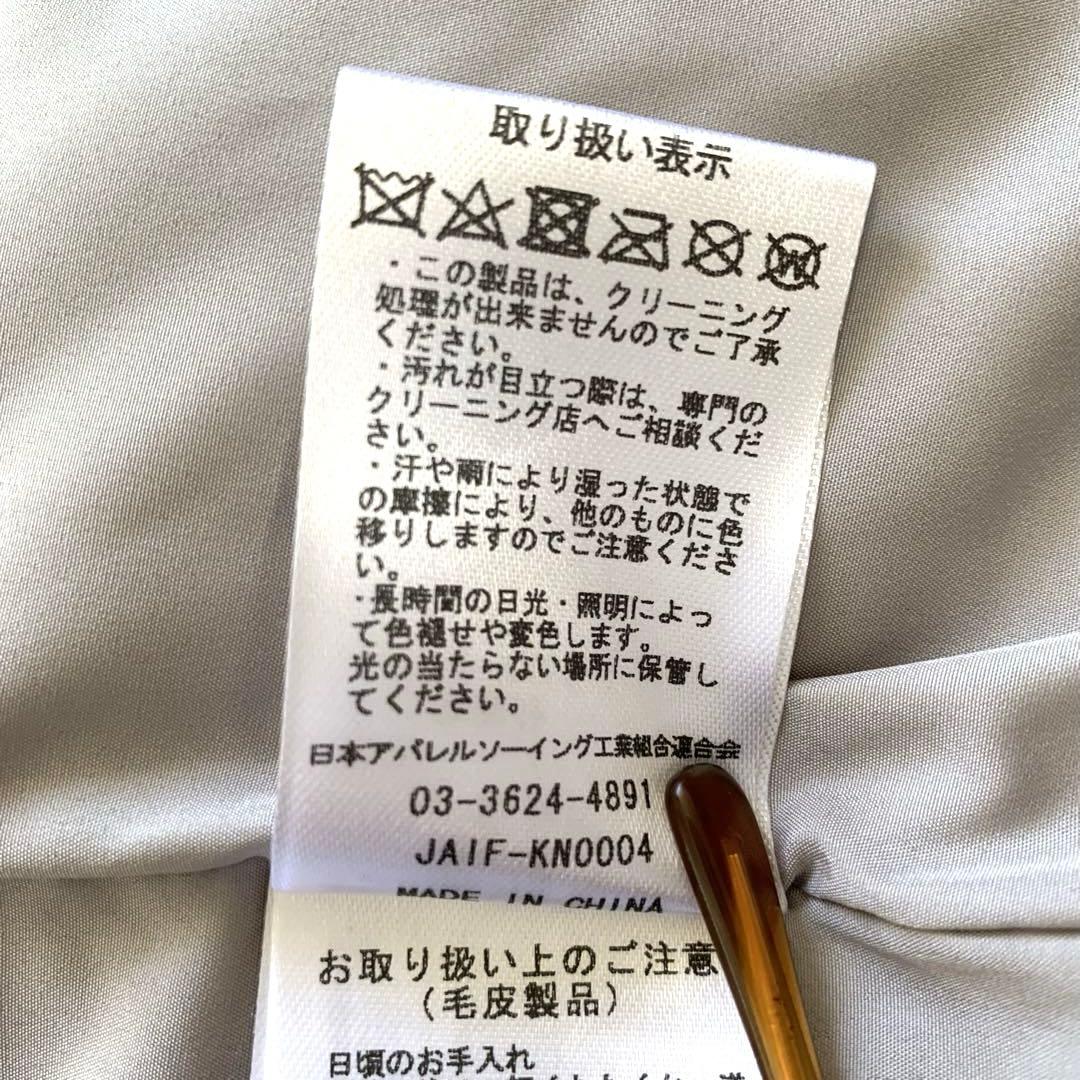 取り扱い表示
W
・この製品は、クリーニング
処理が出来ませんのでご了承
ください。
・汚れが目立つ際は、専門の
クリーニング店へご相談くだ
さい。
・汗や雨により湿った状態で
の摩擦により、他のものに色
移りしますのでご注意くださ
い。
・長時間の日光・照明によっ
て色褪せや変色します。
光の当たらない場所に保管し
てください。
日本アパレルソーイング工業組合連合会
03-3624-4891
JAIF-KN0004
MADE IN CHINA
お取り扱い上のご注意
(毛皮製品)
日頃のお手入れ